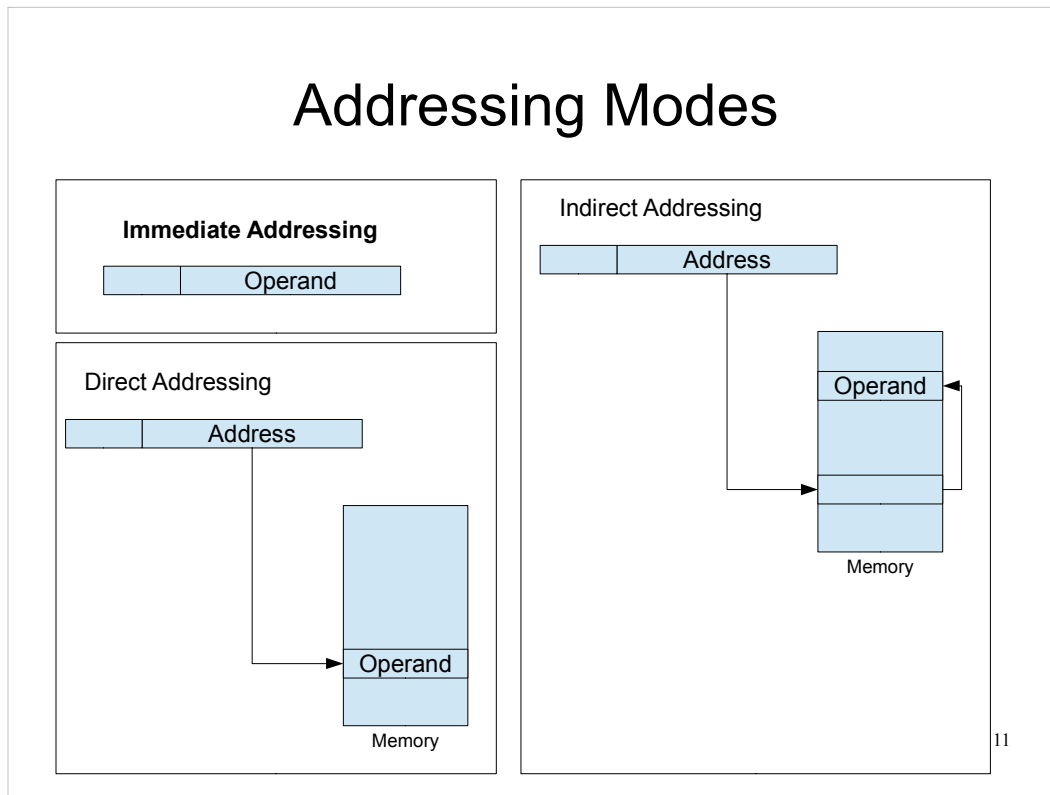 Addressing Modes
Immediate Addressing
Operand
Direct Addressing
Address
Operand
Memory
Indirect Addressing
Address
Operand
Memory
11